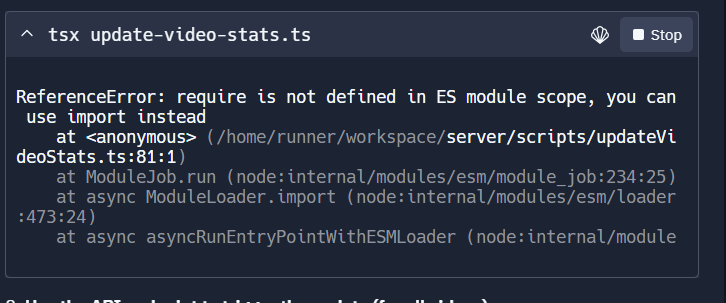 tsx update-video-stats.ts
Stop
ReferenceError: require is not defined in ES module scope, you can
use import instead
at <anonymous> (/home/runner/workspace/server/scripts/updateVi
deoStats.ts:81:1)
at ModuleJob.run (node:internal/modules/esm/module_job:234:25)
at async ModuleLoader.import (node:internal/modules/esm/loader
:473:24)
at async asyncRunEntryPointWithESMLoader (node:internal/module